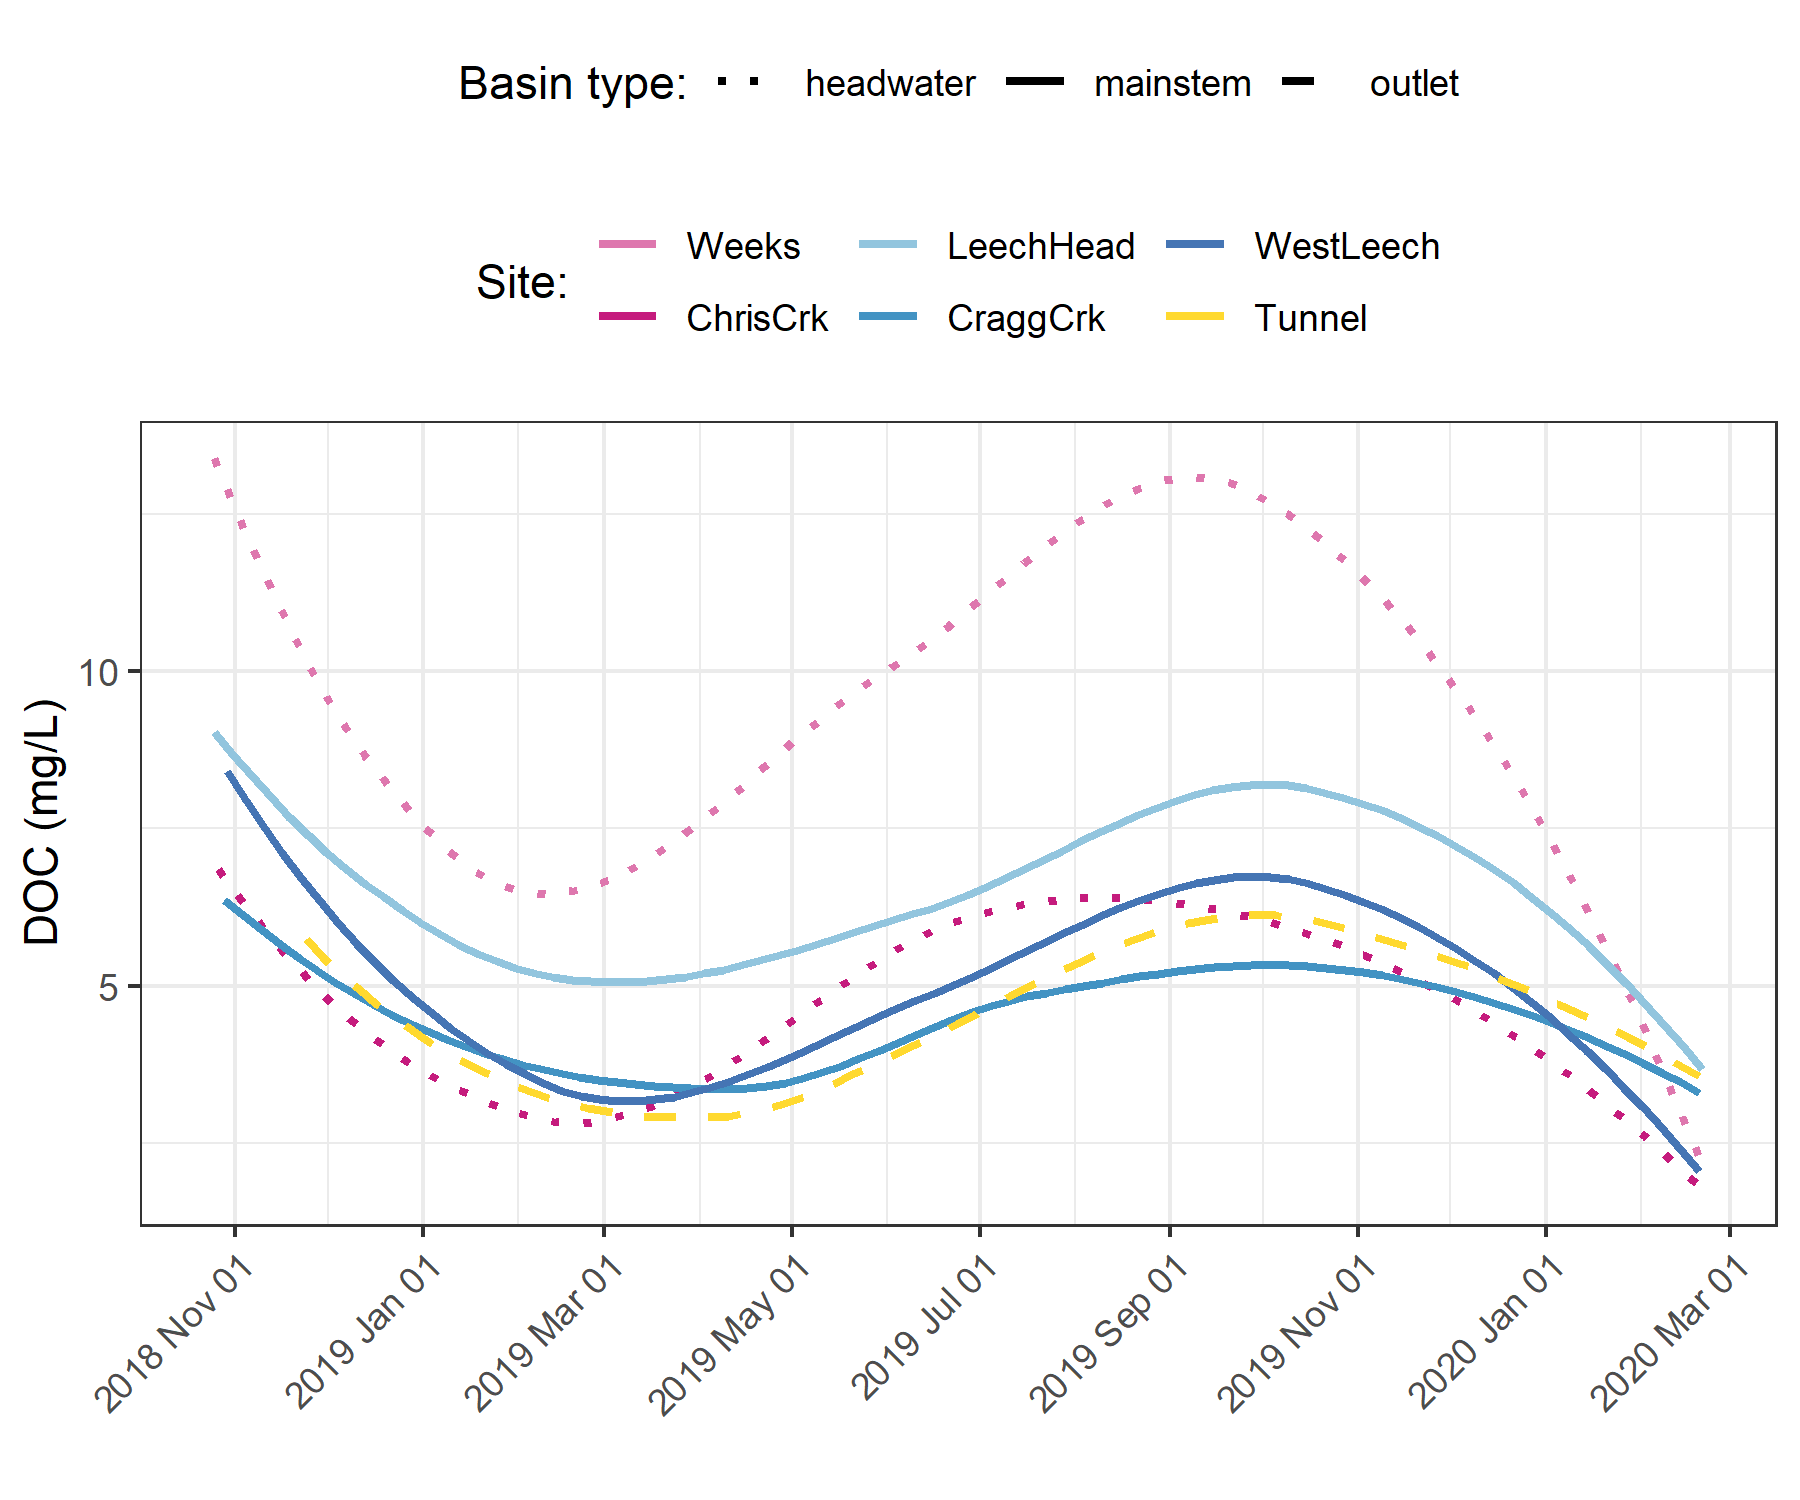 Basin type: headwater mainstem outlet
Site: Weeks LeechHead WestLeech
ChrisCrk CraggCrk Tunnel
DOC (mg/L)
10
5
2018 Nov 01 2019 Jan 01 2019 Mar 01 2019 May 01 2019 Jul 01 2019 Sep 01 2019 Nov 01 2020 Jan 01 2020 Mar 01